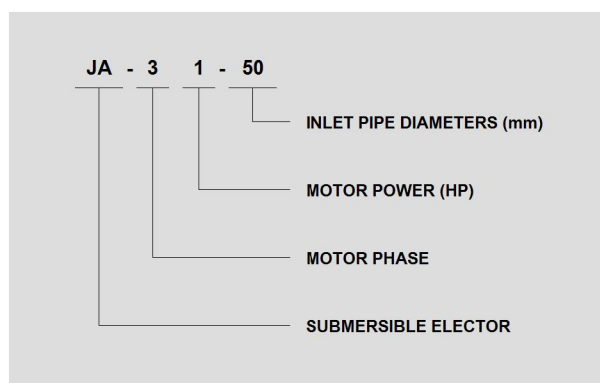 JA - 3 1 - 50
INLET PIPE DIAMETERS (mm)
MOTOR POWER (HP)
MOTOR PHASE
SUBMERSIBLE ELECTOR